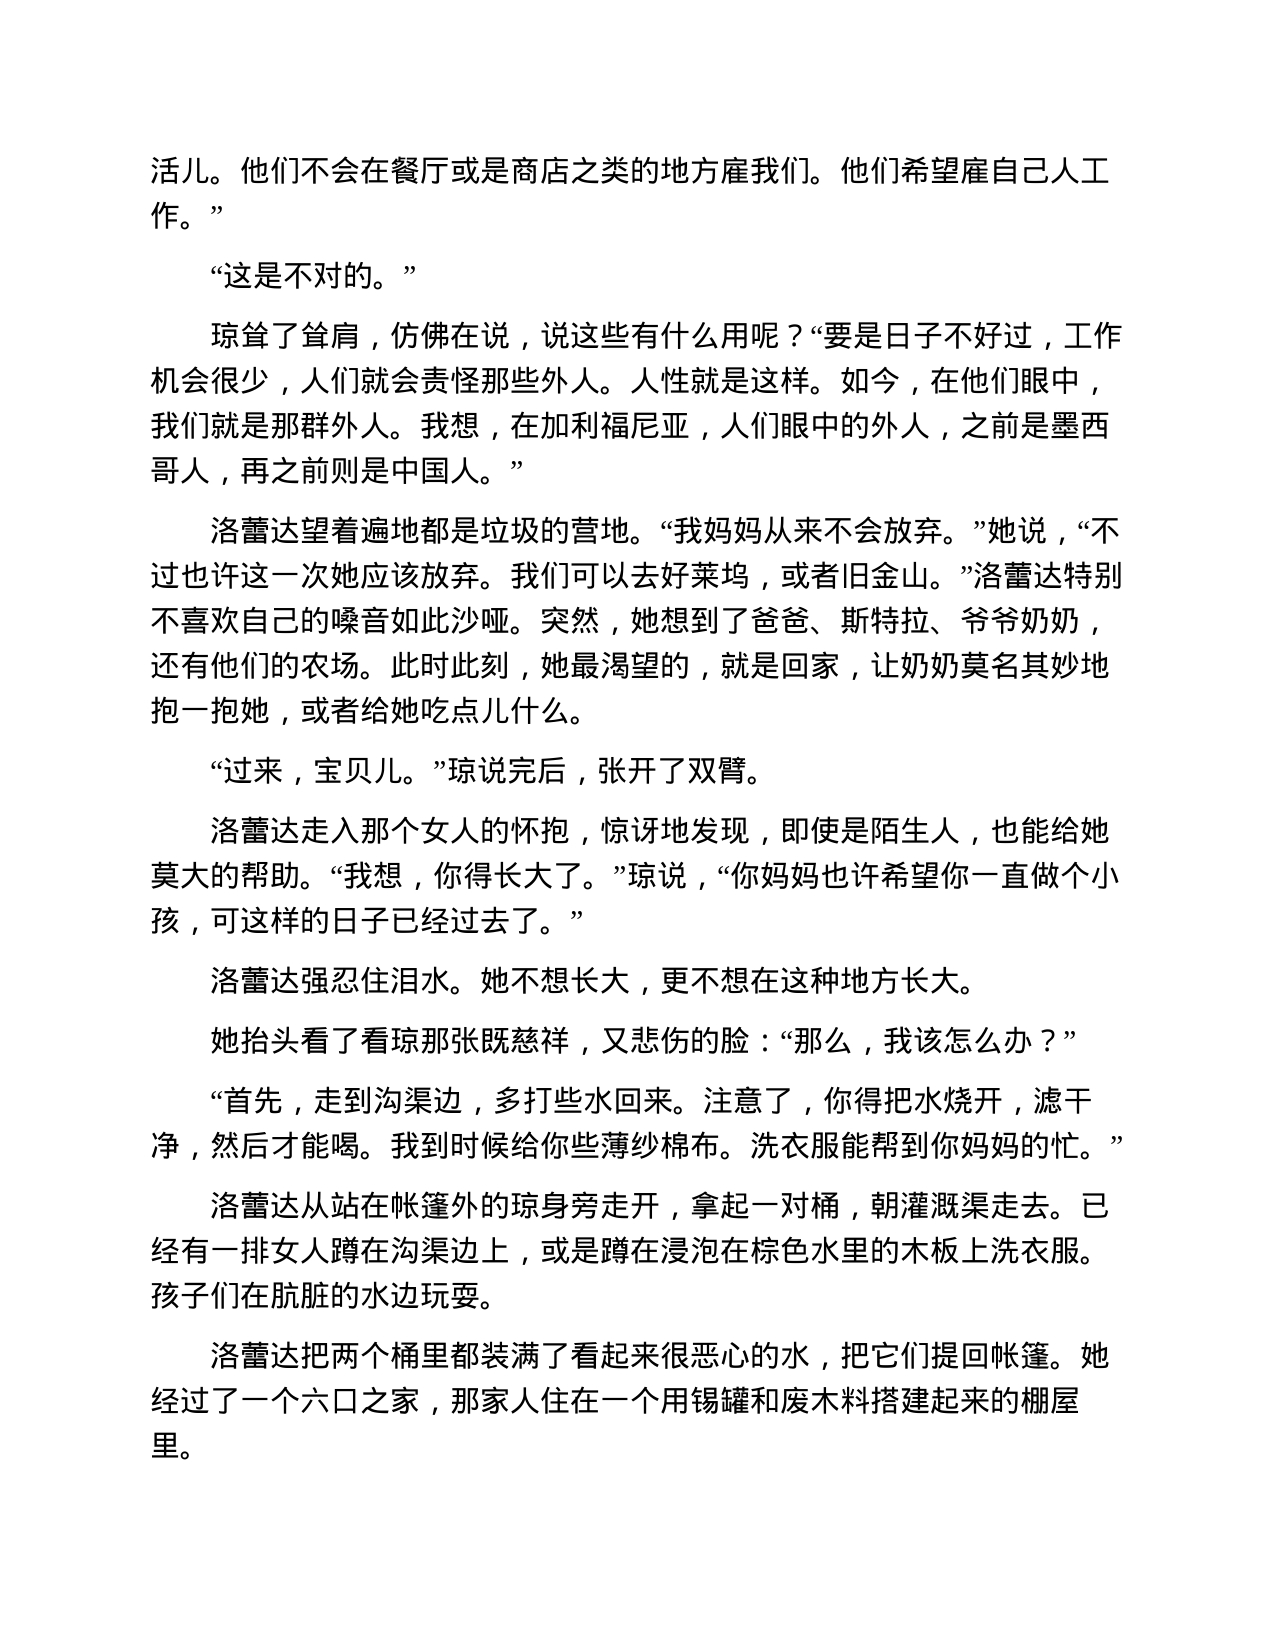 活儿。他们不会在餐厅或是商店之类的地方雇我们。他们希望雇自己人工
作。”
“这是不对的。”
琼耸了耸肩，仿佛在说，说这些有什么用呢？“要是日子不好过，工作
机会很少，人们就会责怪那些外人。人性就是这样。如今，在他们眼中，
我们就是那群外人。我想，在加利福尼亚，人们眼中的外人，之前是墨西
哥人，再之前则是中国人。”
洛蕾达望着遍地都是垃圾的营地。“我妈妈从来不会放弃。”她说，“不
过也许这一次她应该放弃。我们可以去好莱坞，或者旧金山。”洛蕾达特别
不喜欢自己的嗓音如此沙哑。突然，她想到了爸爸、斯特拉、爷爷奶奶，
还有他们的农场。此时此刻，她最渴望的，就是回家，让奶奶莫名其妙地
抱一抱她，或者给她吃点儿什么。
“过来，宝贝儿。”琼说完后，张开了双臂。
洛蕾达走入那个女人的怀抱，惊讶地发现，即使是陌生人，也能给她
莫大的帮助。“我想，你得长大了。”琼说，“你妈妈也许希望你一直做个小
孩，可这样的日子已经过去了。”
洛蕾达强忍住泪水。她不想长大，更不想在这种地方长大。
她抬头看了看琼那张既慈祥，又悲伤的脸：“那么，我该怎么办？”
“首先，走到沟渠边，多打些水回来。注意了，你得把水烧开，滤干
净，然后才能喝。我到时候给你些薄纱棉布。洗衣服能帮到你妈妈的忙。”
洛蕾达从站在帐篷外的琼身旁走开，拿起一对桶，朝灌溉渠走去。已
经有一排女人蹲在沟渠边上，或是蹲在浸泡在棕色水里的木板上洗衣服。
孩子们在肮脏的水边玩耍。
洛蕾达把两个桶里都装满了看起来很恶心的水，把它们提回帐篷。她
经过了一个六口之家，那家人住在一个用锡罐和废木料搭建起来的棚屋
里。